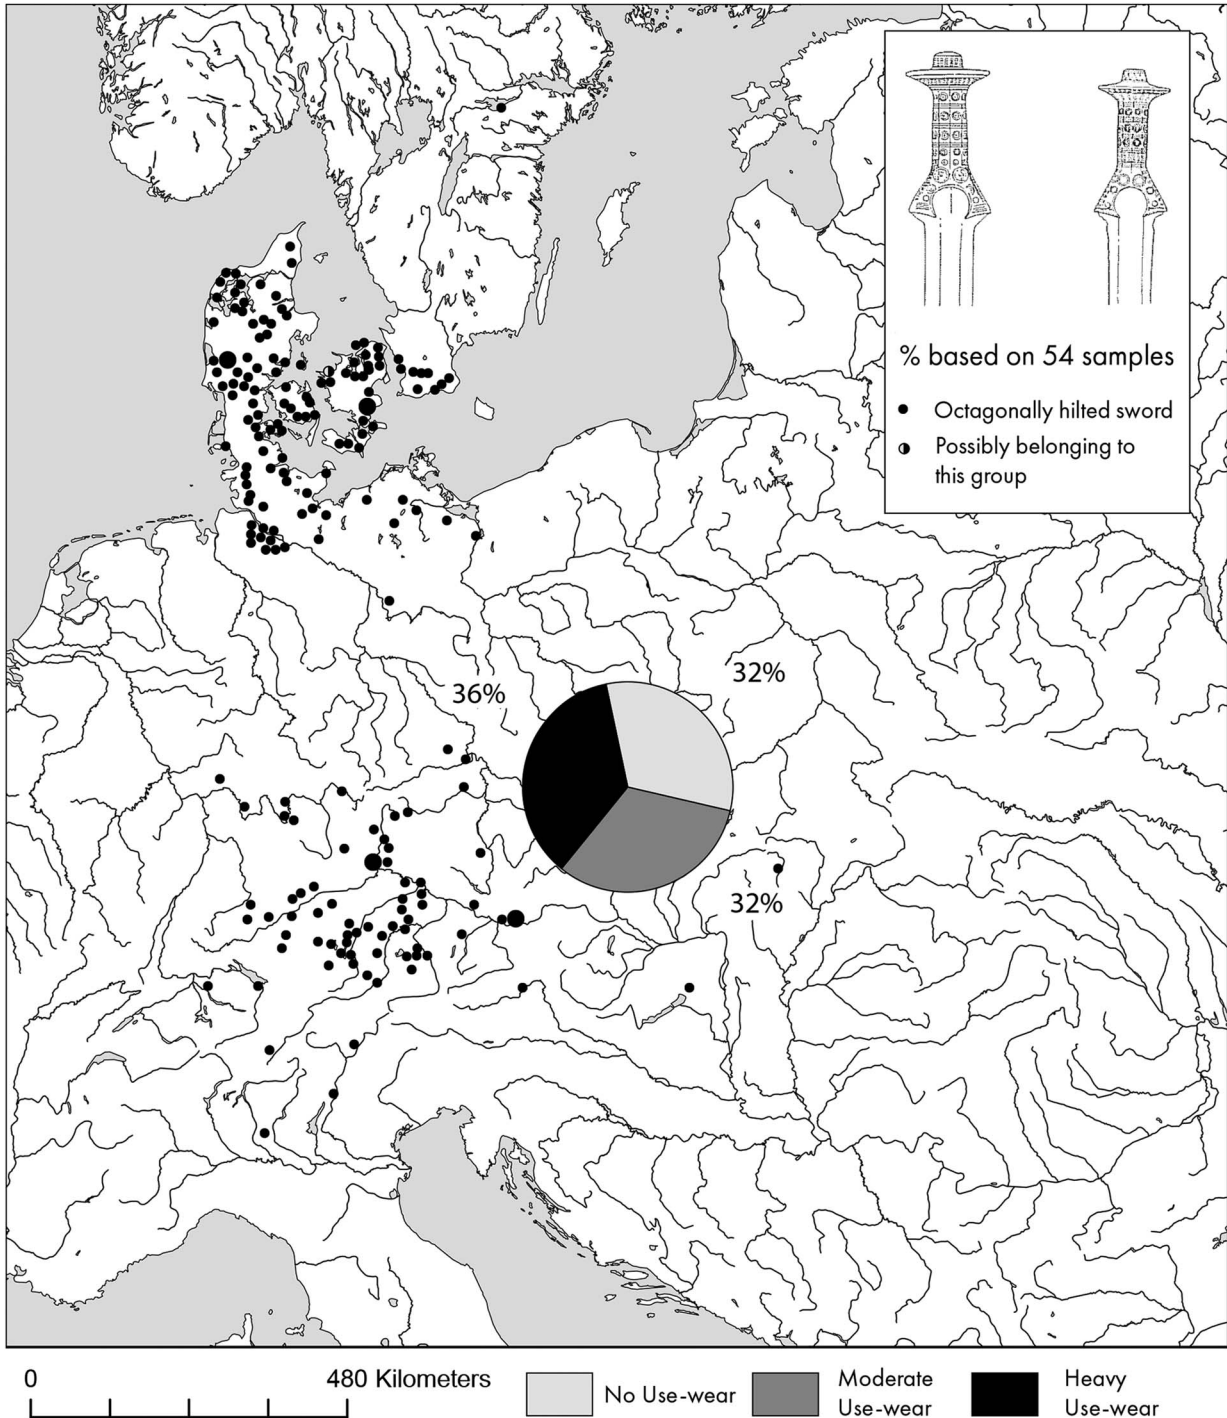 % based on 54 samples
Octagonally hilted sword
Possibly belonging to
this group
36%
32%
32%
0
480 Kilometers
No Use-wear
Moderate
Use-wear
Heavy
Use-wear